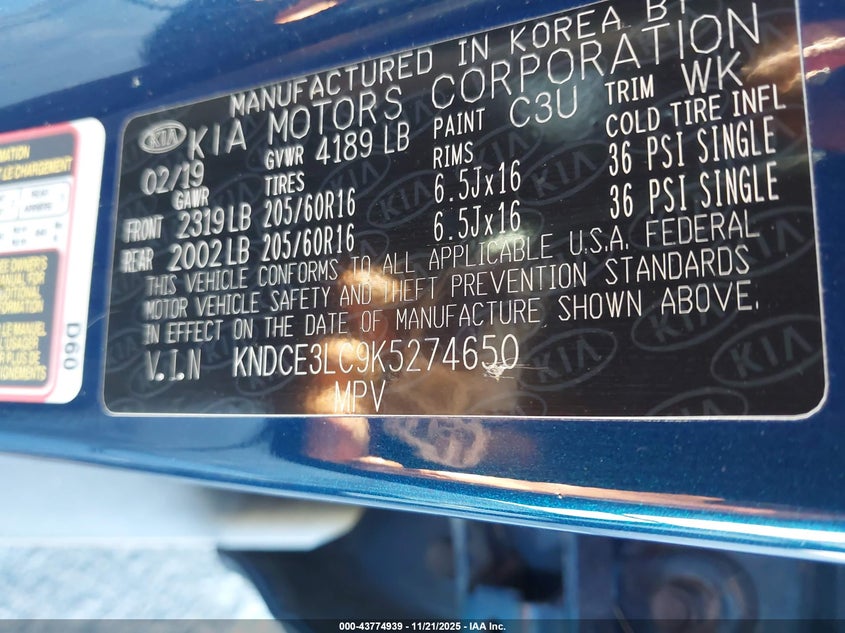 MANUFACTURED IN KOREA BY
KIA KIA MOTORS CORPORATION
02/19 GVWR 4189 LB PAINT C3U TRIM WK
GAWR TIRES RIMS COLD TIRE INFL
FRONT 2319 LB 205/60R16 6.5Jx16 36 PSI SINGLE
REAR 2002 LB 205/60R16 6.5Jx16 36 PSI SINGLE
THIS VEHICLE CONFORMS TO ALL APPLICABLE U.S.A. FEDERAL
MOTOR VEHICLE SAFETY AND THEFT PREVENTION STANDARDS
IN EFFECT ON THE DATE OF MANUFACTURE SHOWN ABOVE.
V.I.N KNDCE3LC9K5274650
MPV
LE CHARGEMENT
D60
000-43774939 - 11/21/2025 - IAA Inc.